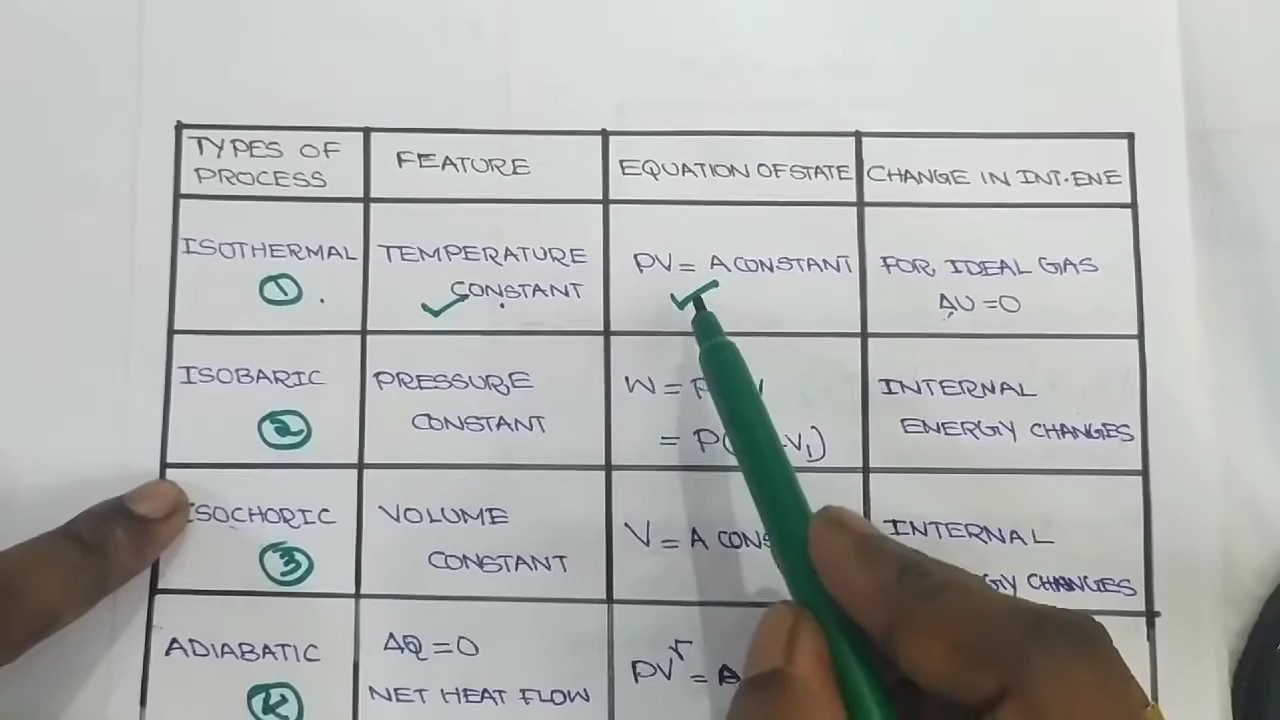 TYPES OF PROCESS
FEATURE
EQUATION OF STATE
CHANGE IN INT.ENE
ISOTHERMAL
①
TEMPERATURE
CONSTANT
PV = A CONSTANT
FOR IDEAL GAS
ΔU = 0
ISOBARIC
②
PRESSURE
CONSTANT
W = P
= P( V₁)
INTERNAL
ENERGY CHANGES
ISOCHORIC
③
VOLUME
CONSTANT
V = A
INTERNAL
CHANGES
ADIABATIC
ΔQ = 0
NET HEAT FLOW
PV^r =